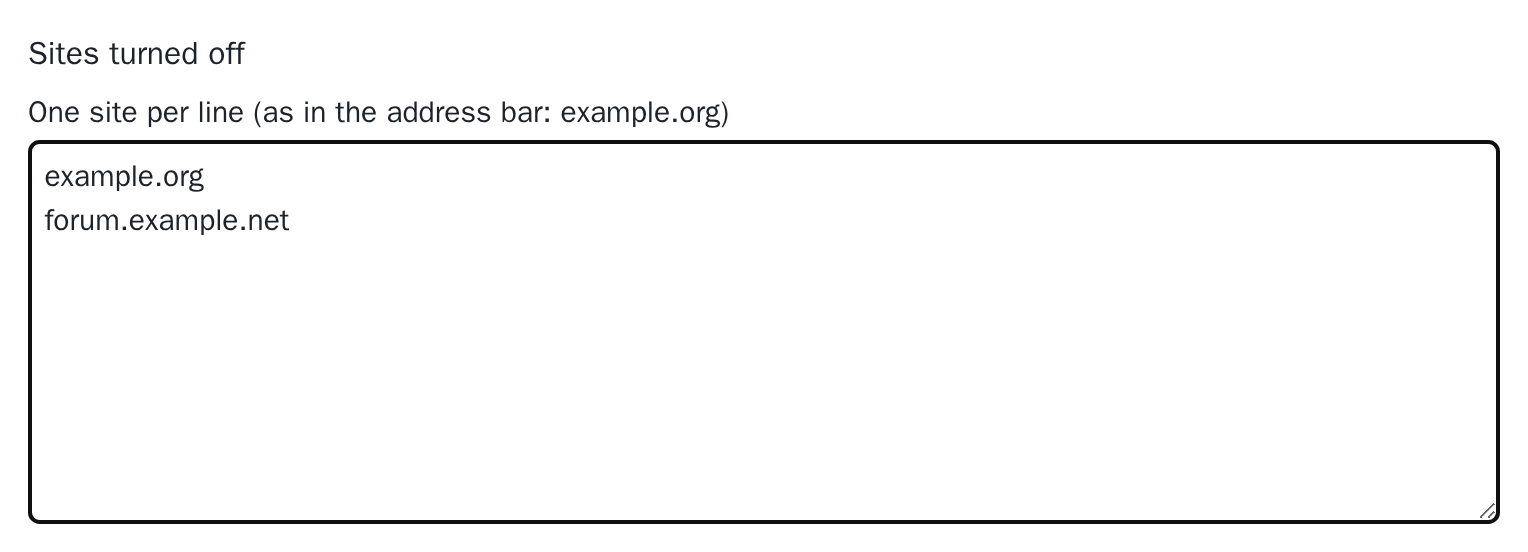 Sites turned off
One site per line (as in the address bar: example.org)
example.org
forum.example.net